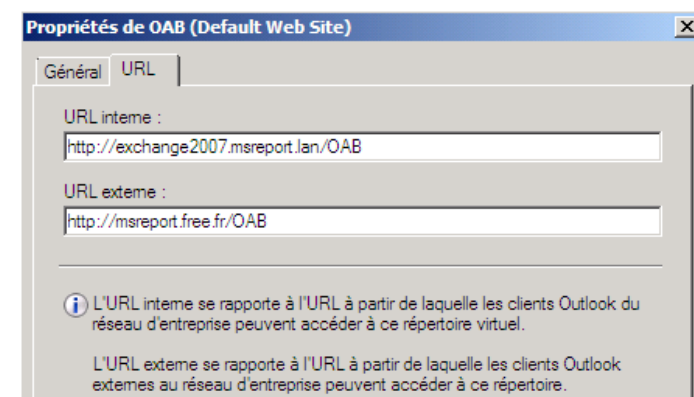 Propriétés de OAB (Default Web Site)
Général
URL
URL interne :
http://exchange2007.msreport.lan/OAB
URL externe :
http://msreport.free.fr/OAB
L'URL interne se rapporte à l'URL à partir de laquelle les clients Outlook du
réseau d'entreprise peuvent accéder à ce répertoire virtuel.
L'URL externe se rapporte à l'URL à partir de laquelle les clients Outlook
externes au réseau d'entreprise peuvent accéder à ce répertoire.